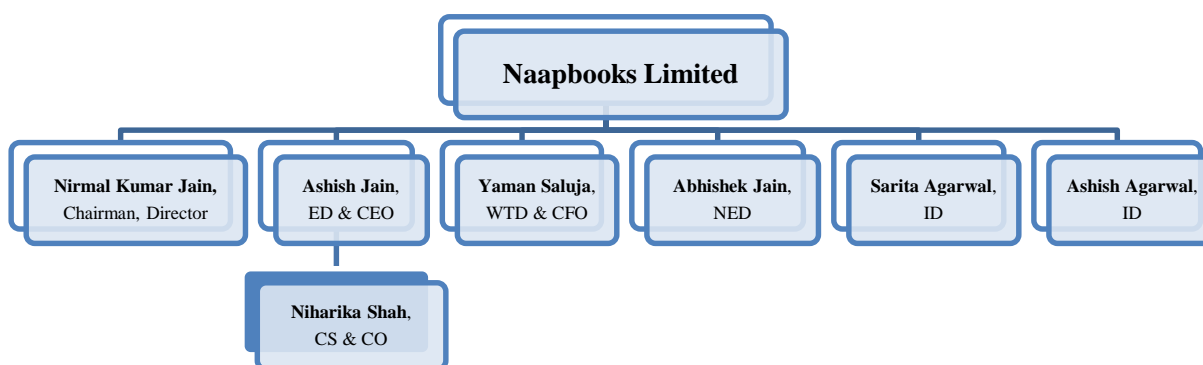 Naapbooks Limited
Nirmal Kumar Jain,
Chairman, Director
Ashish Jain,
ED & CEO
Yaman Saluja,
WTD & CFO
Abhishek Jain,
NED
Sarita Agarwal,
ID
Ashish Agarwal,
ID
Niharika Shah,
CS & CO